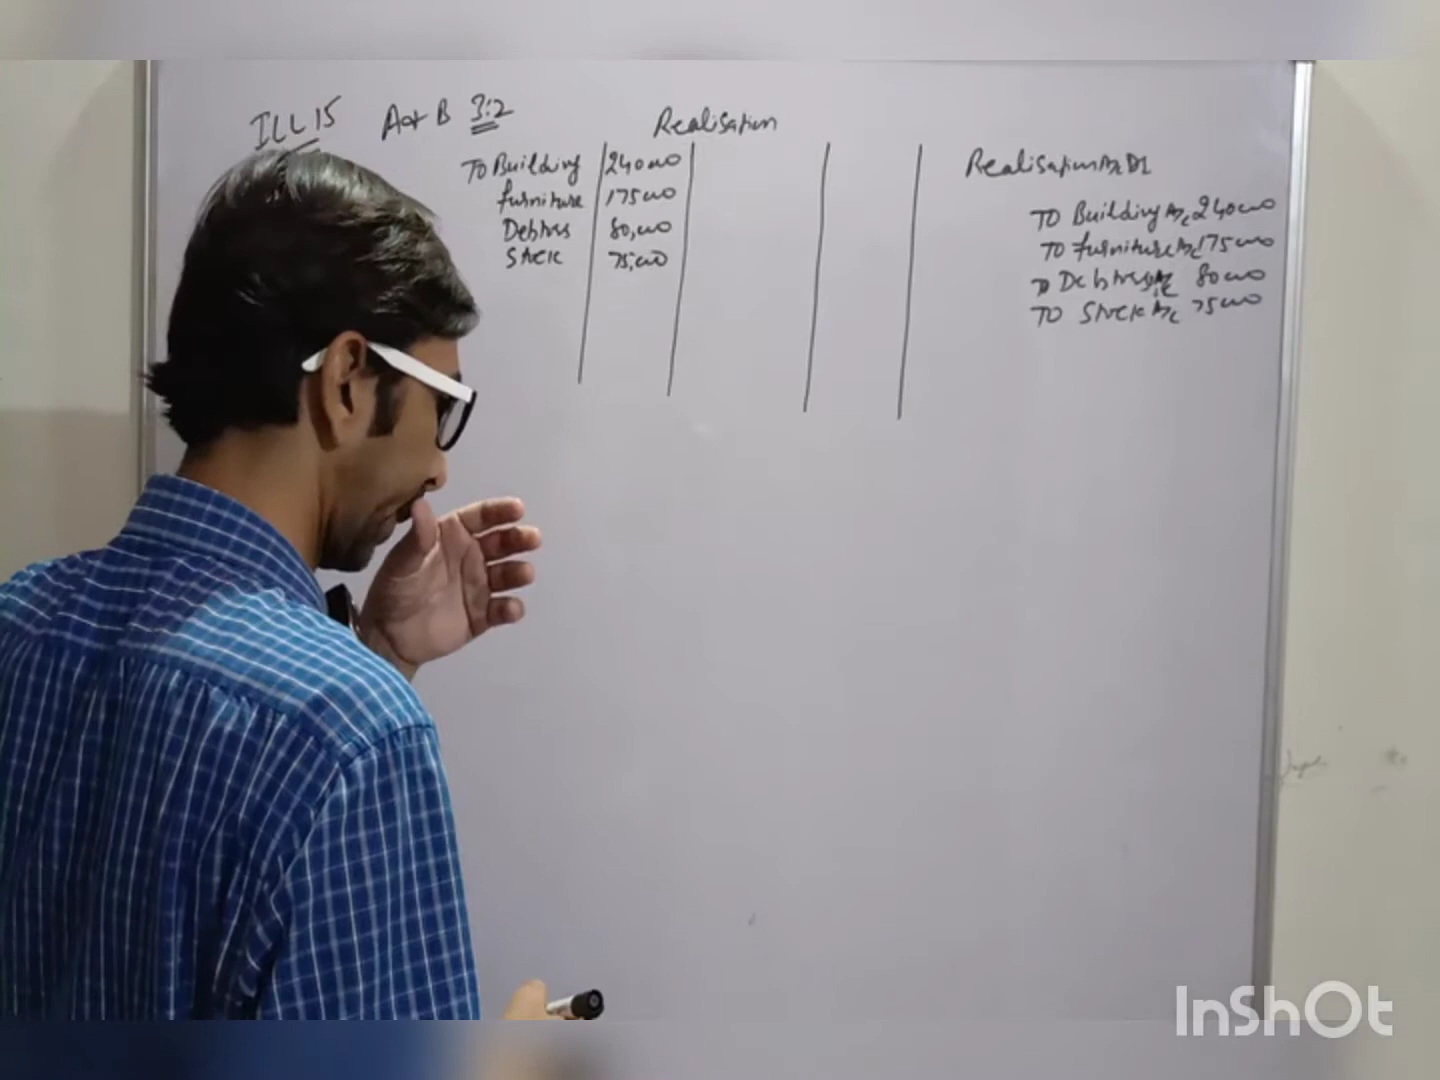 ILL 15 A & B 3:2
Realisation
To Building 240000
furniture 175000
Debtors 80,000
Stock 75,000
Realisation A/c Dr
To Building A/c 240000
To furniture A/c 175000
To Debtors A/c 80000
To Stock A/c 75000
InShOt